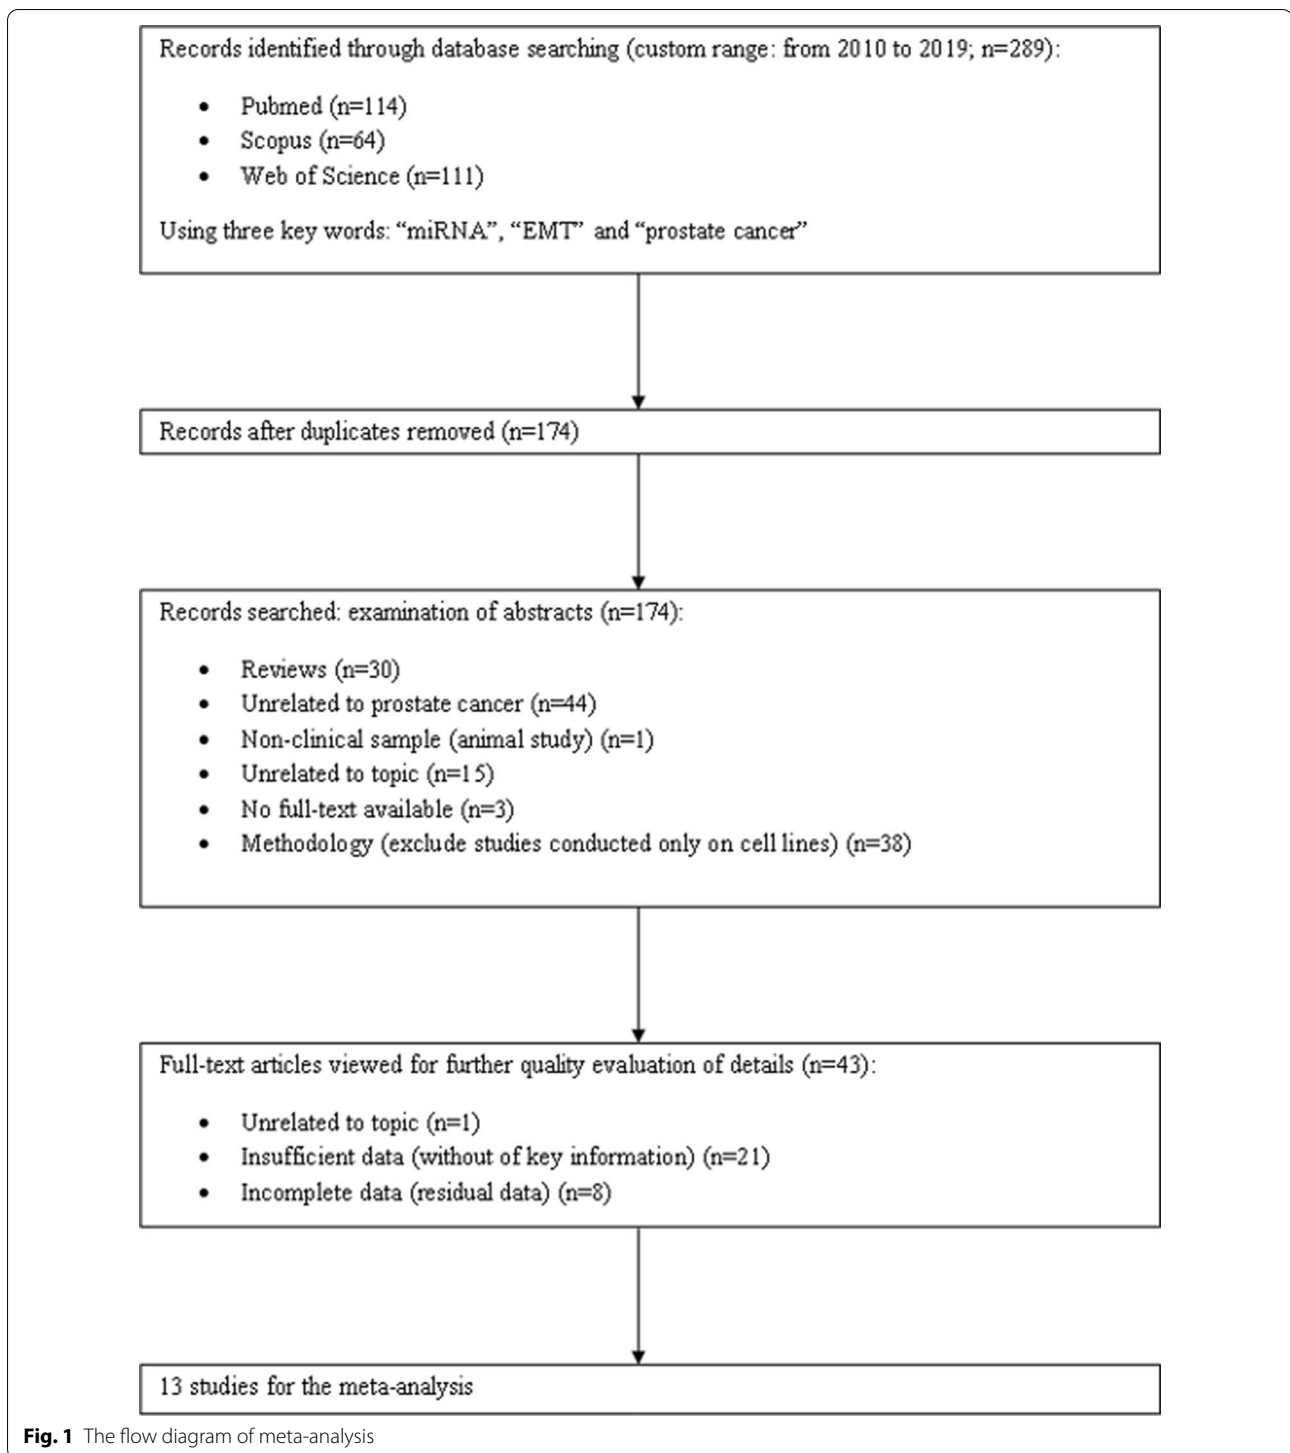 Records identified through database searching (custom range: from 2010 to 2019; n=289):
• Pubmed (n=114)
• Scopus (n=64)
• Web of Science (n=111)
Using three key words: “miRNA”, “EMT” and “prostate cancer”
Records after duplicates removed (n=174)
Records searched: examination of abstracts (n=174):
• Reviews (n=30)
• Unrelated to prostate cancer (n=44)
• Non-clinical sample (animal study) (n=1)
• Unrelated to topic (n=15)
• No full-text available (n=3)
• Methodology (exclude studies conducted only on cell lines) (n=38)
Full-text articles viewed for further quality evaluation of details (n=43):
• Unrelated to topic (n=1)
• Insufficient data (without of key information) (n=21)
• Incomplete data (residual data) (n=8)
13 studies for the meta-analysis
Fig. 1 The flow diagram of meta-analysis